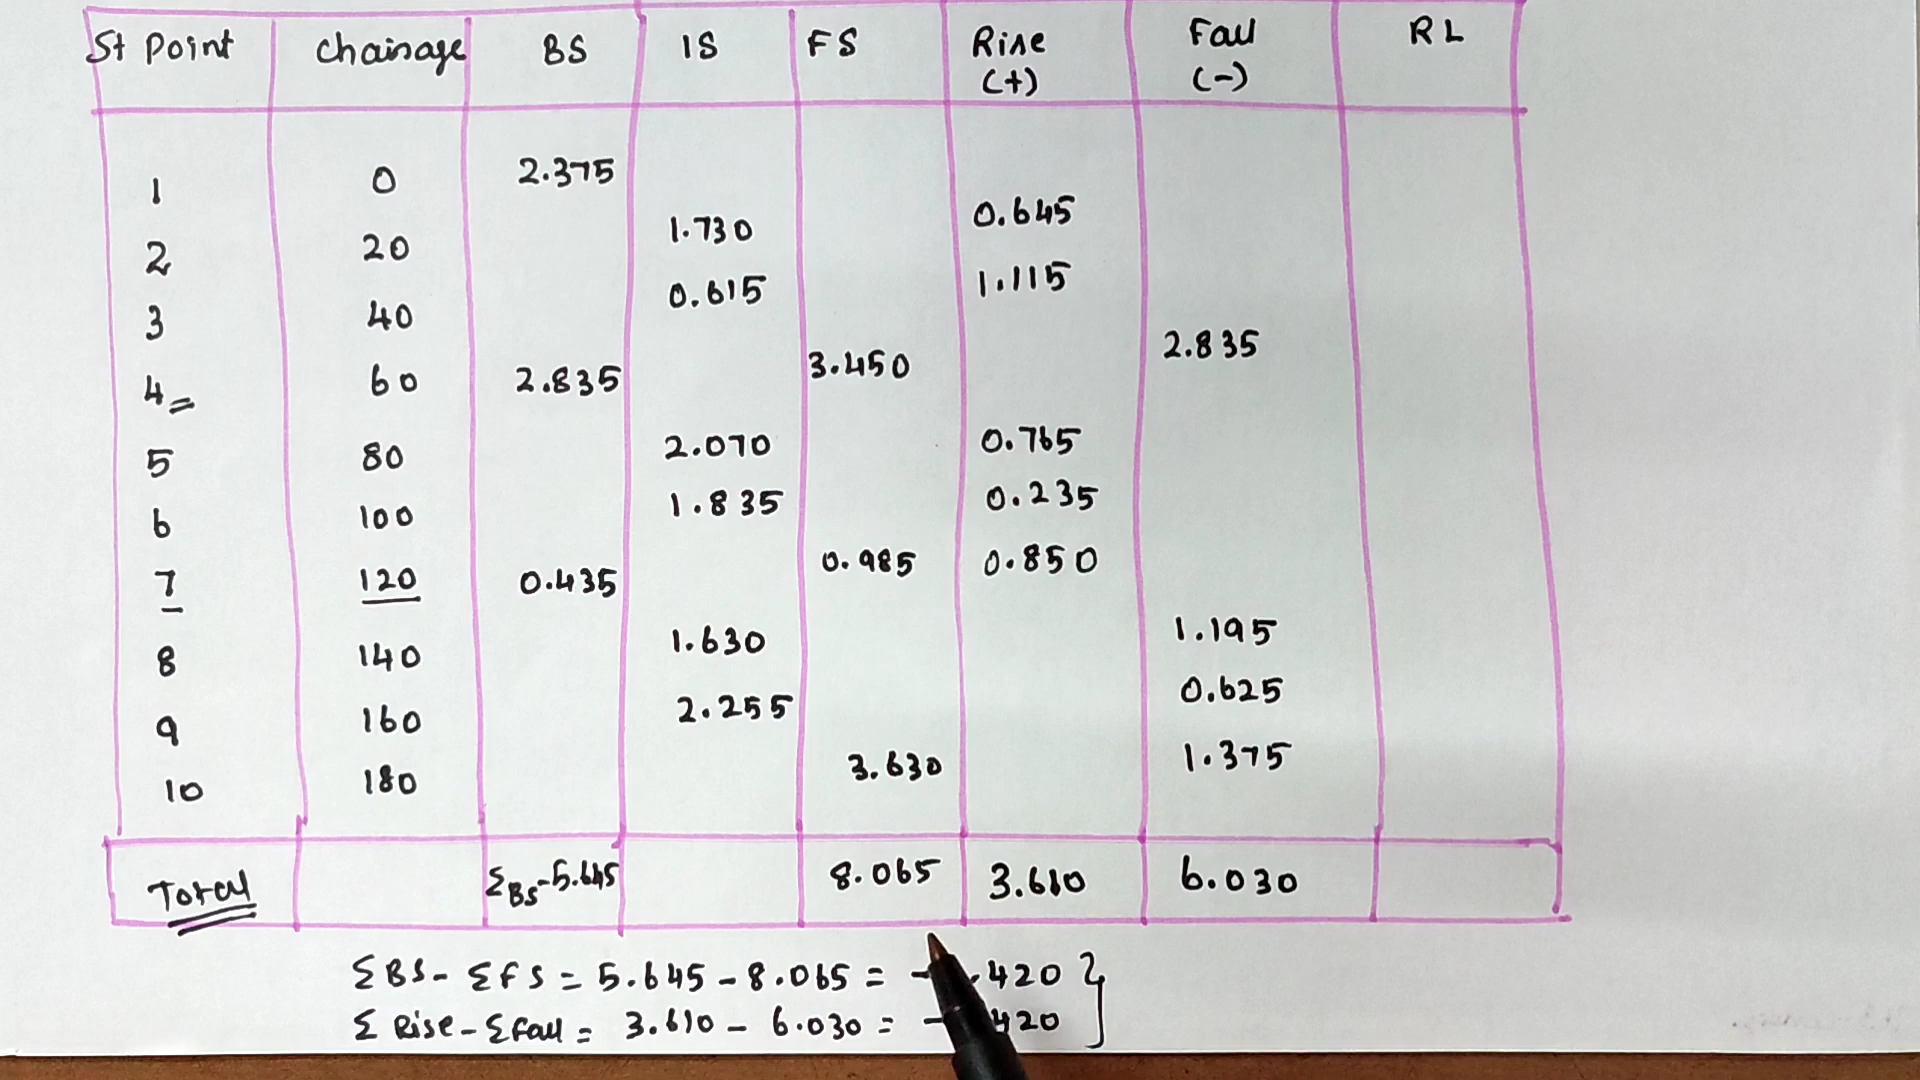 St Point Chainage BS IS FS Rise (+) Fall (-) RL
1 0 2.375
2 20 1.730 0.645
3 40 0.615 1.115
4 60 2.835 3.450 2.835
5 80 2.070 0.765
6 100 1.835 0.235
7 120 0.435 0.985 0.850
8 140 1.630 1.195
9 160 2.255 0.625
10 180 3.630 1.375
Total ΣBS-5.645 8.065 3.610 6.030
ΣBS- ΣFS = 5.645 - 8.065 = - .420 }
Σ Rise - Σ fall = 3.610 - 6.030 = - 420